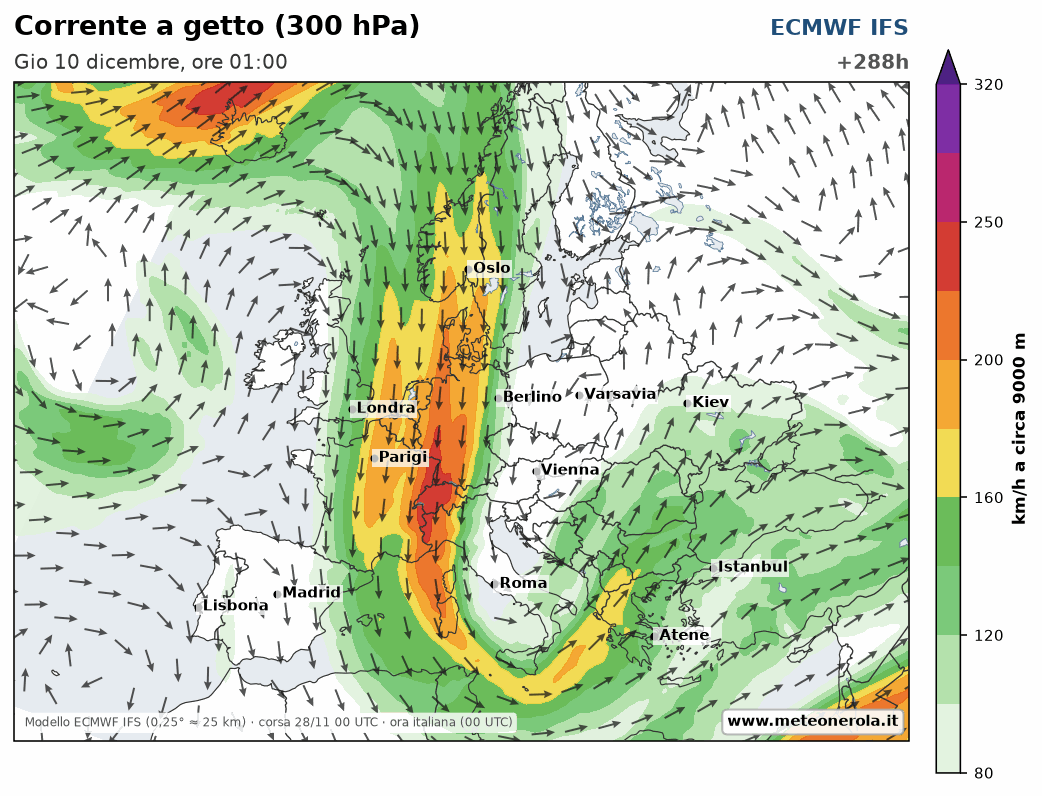 Corrente a getto (300 hPa)
ECMWF IFS
Gio 10 dicembre, ore 01:00
+288h
320
250
200
160
120
80
km/h a circa 9000 m
Oslo
Berlino
Varsavia
Kiev
Londra
Parigi
Vienna
Istanbul
Roma
Madrid
Lisbona
Atene
Modello ECMWF IFS (0,25° ≈ 25 km) · corsa 28/11 00 UTC · ora italiana (00 UTC)
www.meteonerola.it